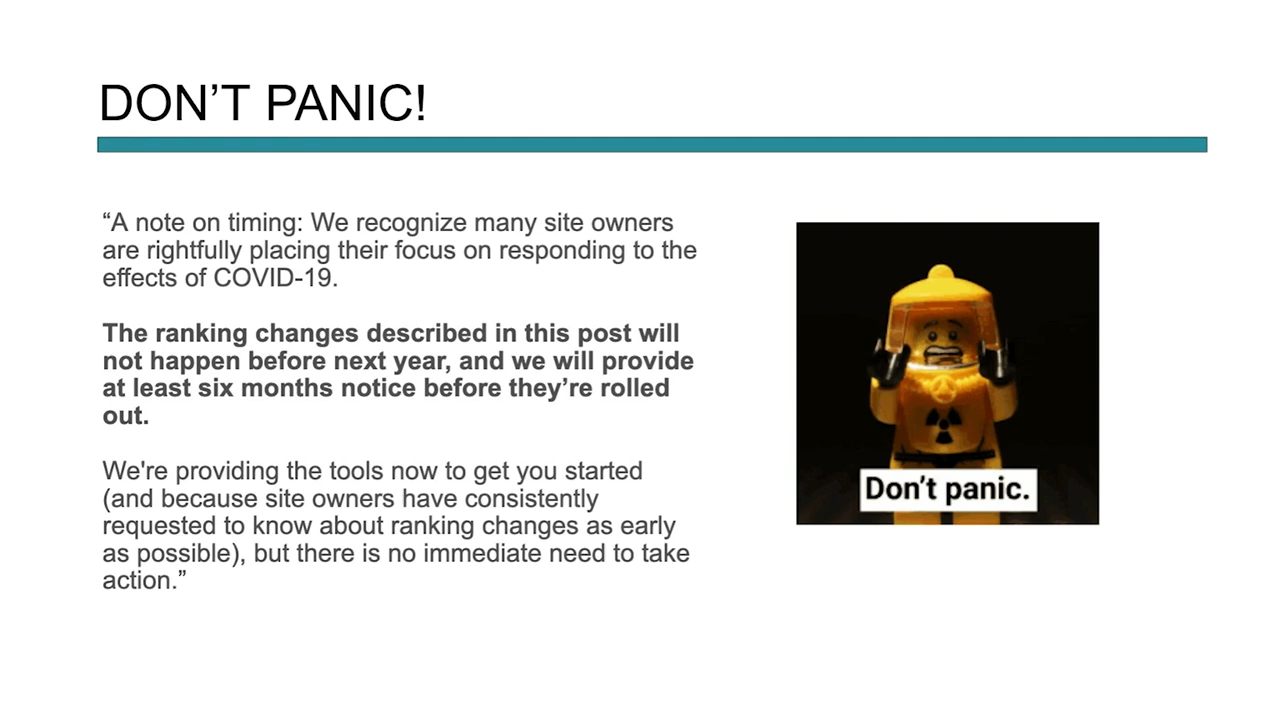 DON’T PANIC!
“A note on timing: We recognize many site owners
are rightfully placing their focus on responding to the
effects of COVID-19.
The ranking changes described in this post will
not happen before next year, and we will provide
at least six months notice before they’re rolled
out.
We're providing the tools now to get you started
(and because site owners have consistently
requested to know about ranking changes as early
as possible), but there is no immediate need to take
action.”
Don’t panic.